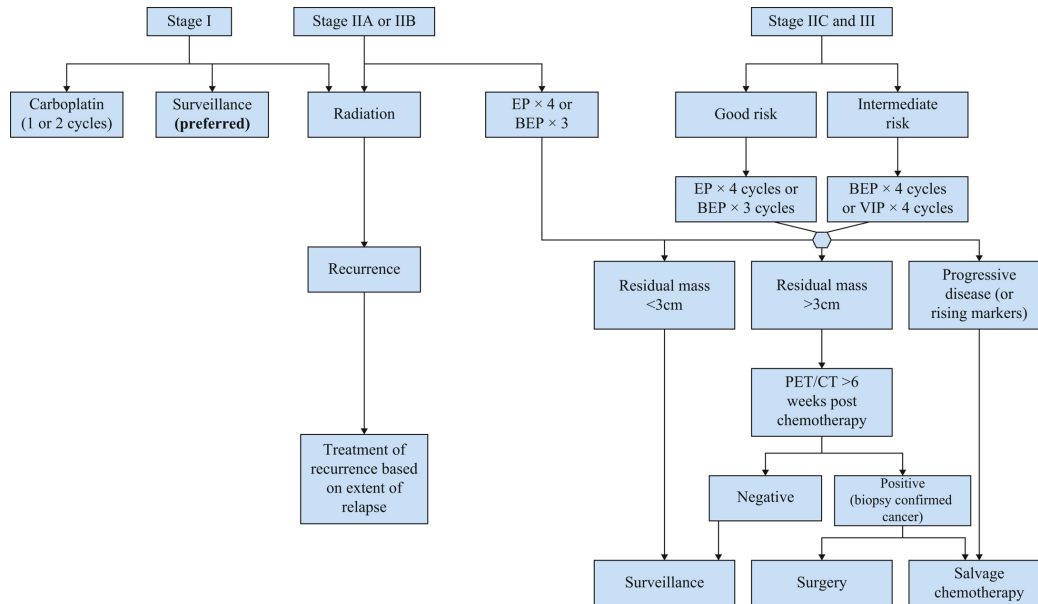 Stage I
Stage IIA or IIB
Stage IIC and III
Carboplatin
(1 or 2 cycles)
Surveillance
(preferred)
Radiation
EP × 4 or
BEP × 3
Good risk
Intermediate
risk
EP × 4 cycles or
BEP × 3 cycles
BEP × 4 cycles
or VIP × 4 cycles
Recurrence
Residual mass
<3cm
Residual mass
>3cm
Progressive
disease (or
rising markers)
PET/CT >6
weeks post
chemotherapy
Treatment of
recurrence based
on extent of
relapse
Negative
Positive
(biopsy confirmed
cancer)
Surveillance
Surgery
Salvage
chemotherapy